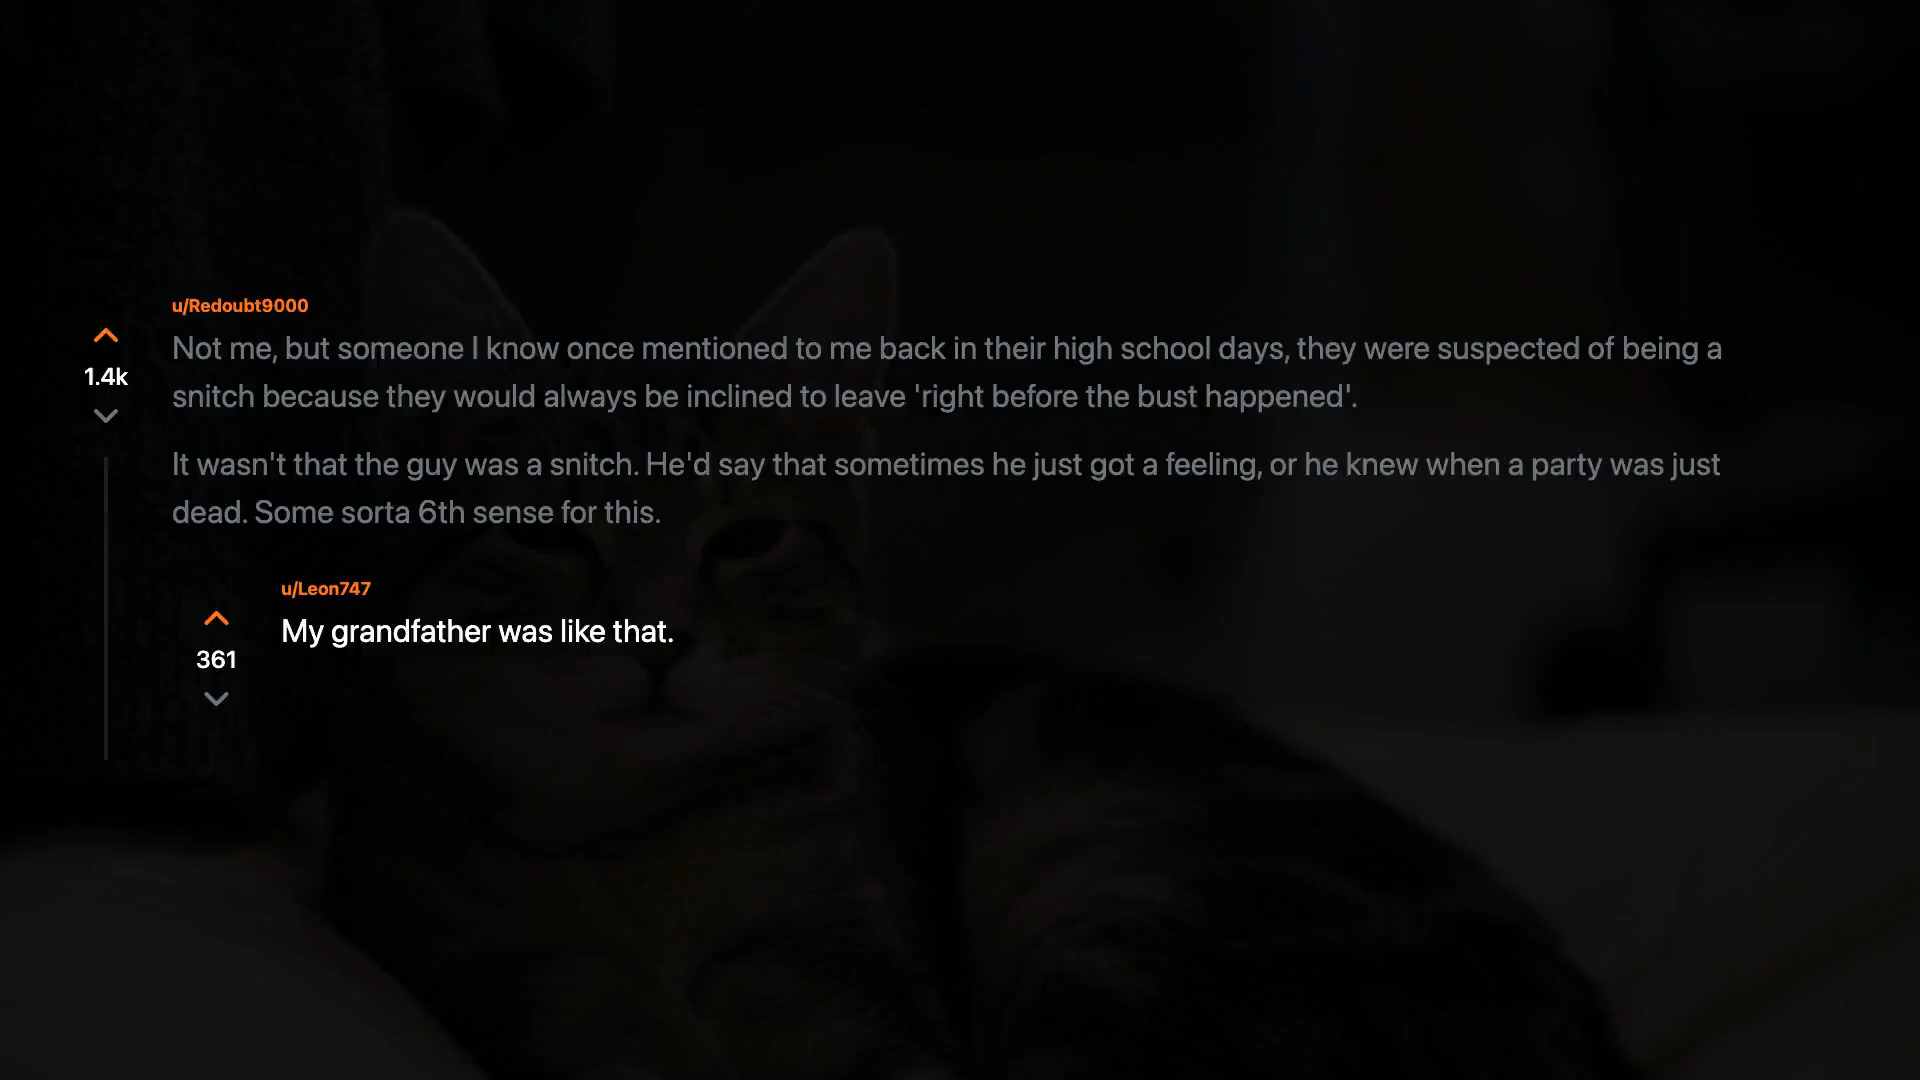 u/Redoubt9000
Not me, but someone I know once mentioned to me back in their high school days, they were suspected of being a
1.4k
snitch because they would always be inclined to leave 'right before the bust happened'.
It wasn't that the guy was a snitch. He'd say that sometimes he just got a feeling, or he knew when a party was just
dead. Some sorta 6th sense for this.
u/Leon747
My grandfather was like that.
361